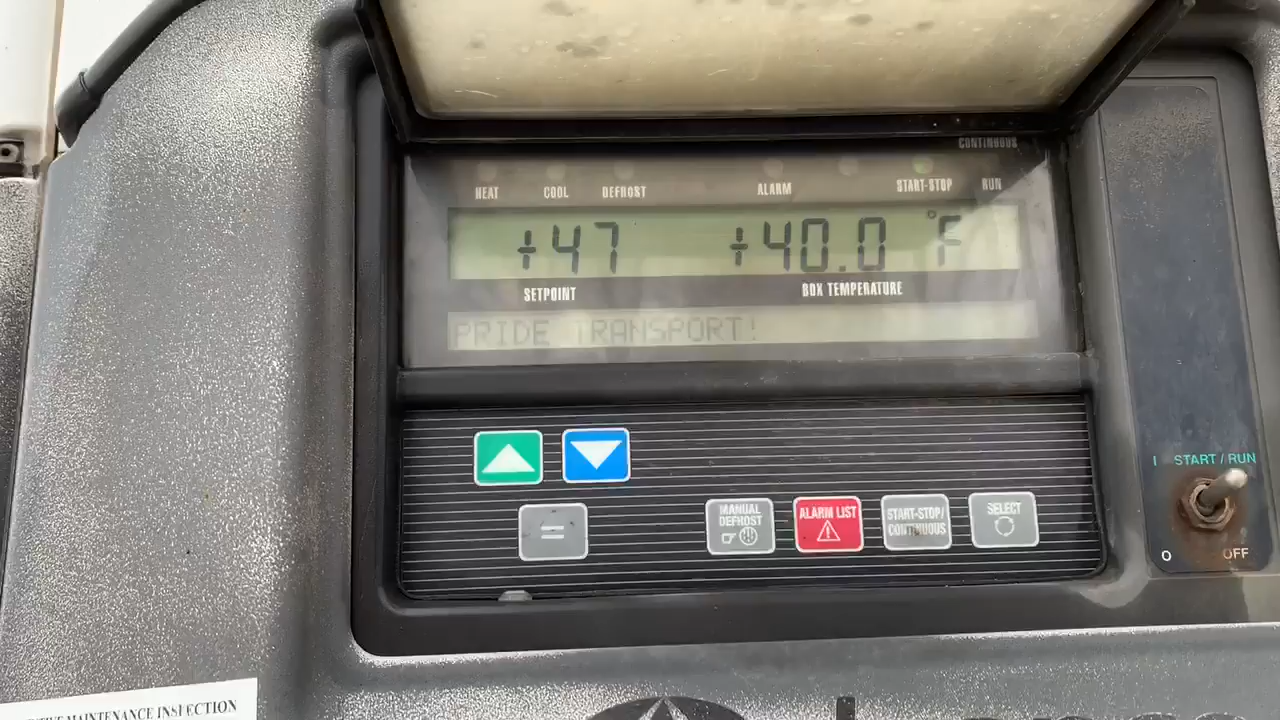 CONTINUOUS
HEAT COOL DEFROST ALARM START-STOP RUN
+47 +40.0 °F
SETPOINT BOX TEMPERATURE
PRIDE TRANSPORT!
I START / RUN
MANUAL DEFROST
ALARM LIST
START-STOP/ CONTINUOUS
SELECT
=
O OFF
MAINTENANCE INSPECTION